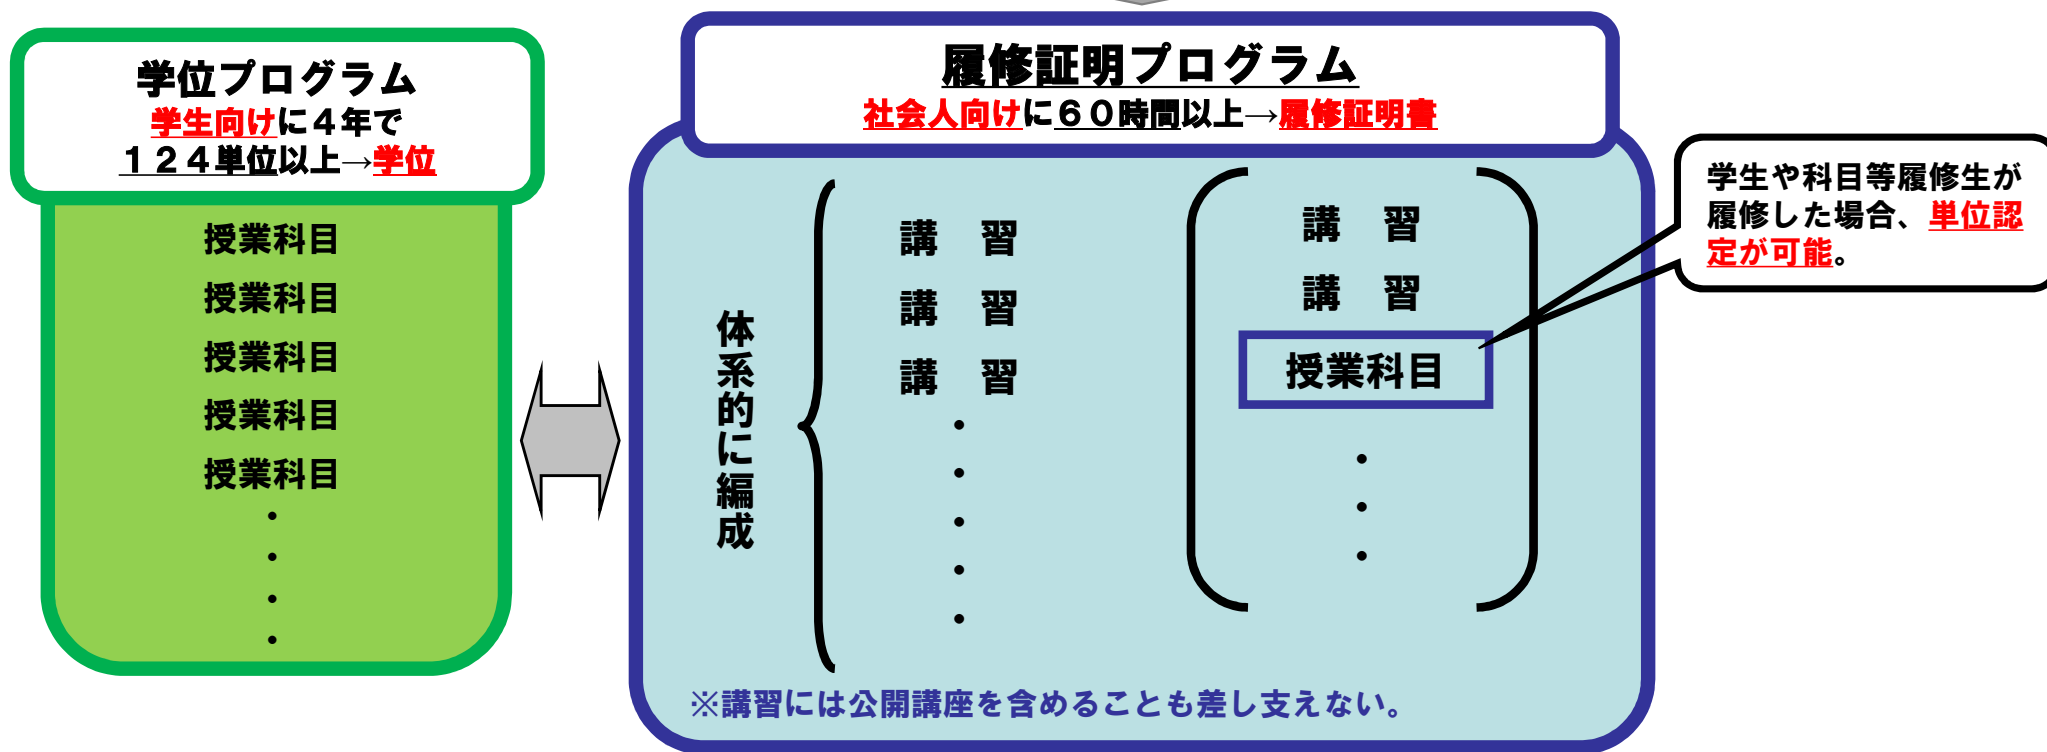 学位プログラム
学生向けに４年で
１２４単位以上→学位
授業科目
授業科目
授業科目
授業科目
授業科目
・
・
・
・
履修証明プログラム
社会人向けに６０時間以上→履修証明書
体系的に編成
講　習
講　習
講　習
・
・
・
・
・
講　習
講　習
授業科目
・
・
・
学生や科目等履修生が
履修した場合、単位認
定が可能。
※講習には公開講座を含めることも差し支えない。